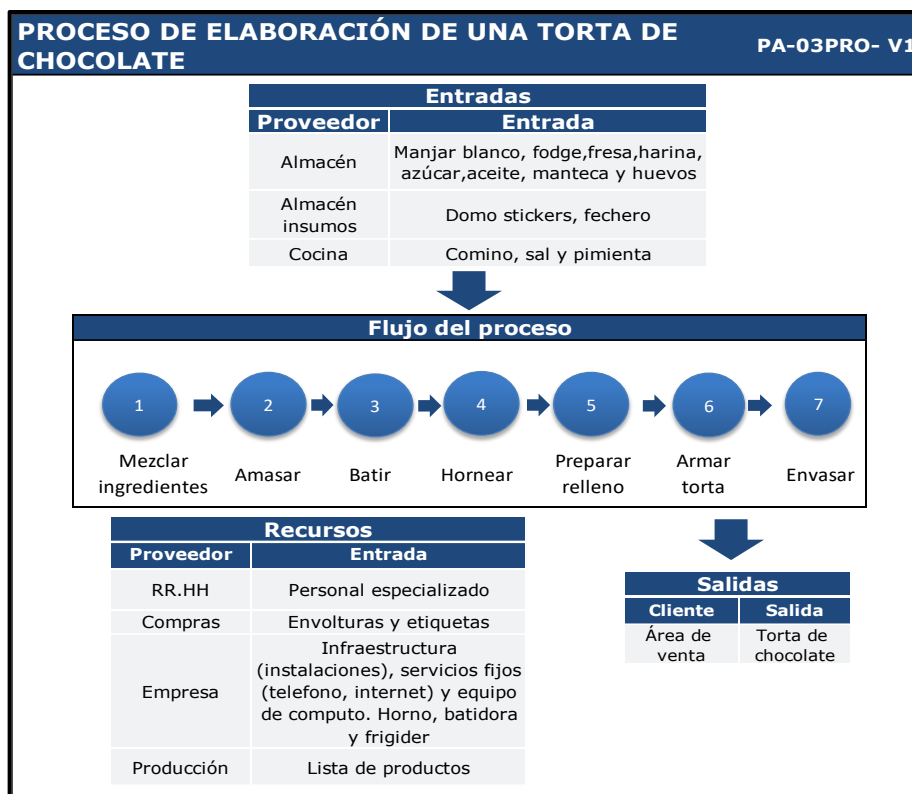 PROCESO DE ELABORACIÓN DE UNA TORTA DE
CHOCOLATE
PA-03PRO- V1
Entradas
Proveedor Entrada
Almacén
Manjar blanco, fodge,fresa,harina,
azúcar,aceite, manteca y huevos
Almacén
insumos
Domo stickers, fechero
Cocina Comino, sal y pimienta
Flujo del proceso
1 2 3 4 5 6 7
Mezclar
ingredientes
Amasar
Batir
Hornear
Preparar
relleno
Armar
torta
Envasar
Recursos
Proveedor Entrada
RR.HH Personal especializado
Compras Envolturas y etiquetas
Empresa
Infraestructura
(instalaciones), servicios fijos
(telefono, internet) y equipo
de computo. Horno, batidora
y frigider
Producción Lista de productos
Salidas
Cliente Salida
Área de
venta
Torta de
chocolate